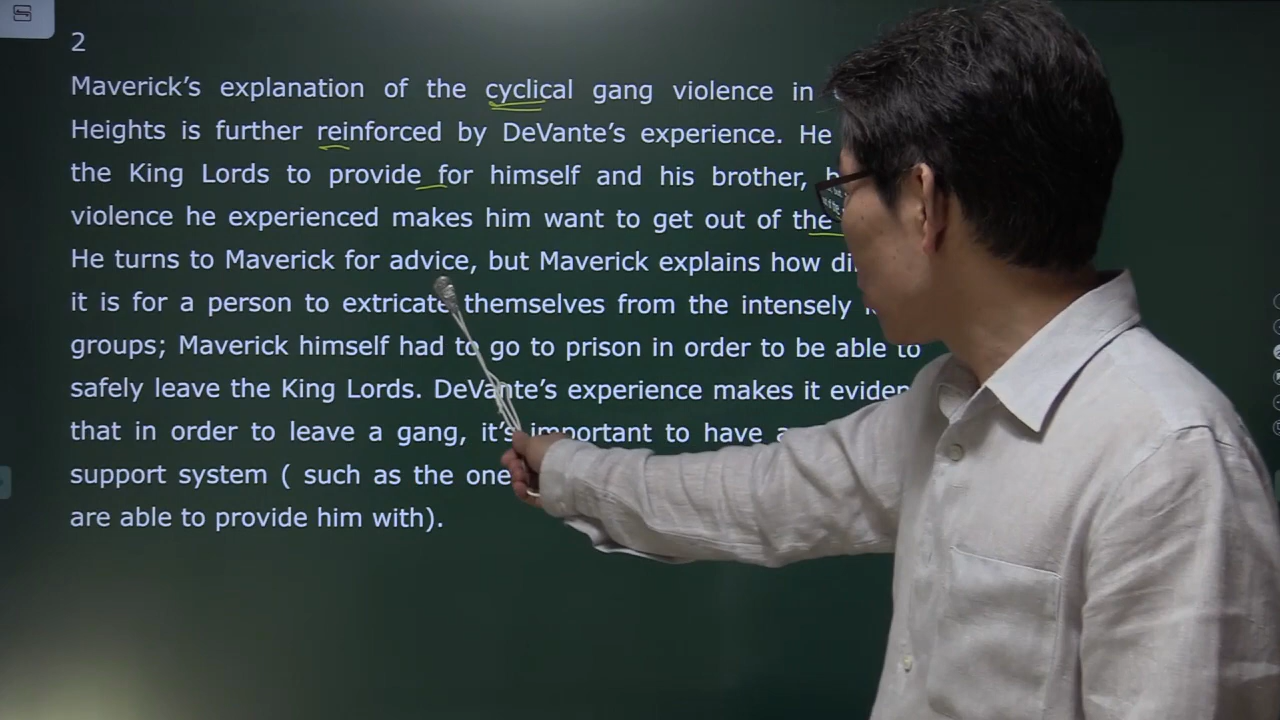 2
Maverick's explanation of the cyclical gang violence in
Heights is further reinforced by DeVante's experience. He
the King Lords to provide for himself and his brother,
violence he experienced makes him want to get out of the
He turns to Maverick for advice, but Maverick explains how
it is for a person to extricate themselves from the intensely
groups; Maverick himself had to go to prison in order to be able to
safely leave the King Lords. DeVante's experience makes it evident
that in order to leave a gang, it's important to have a
support system ( such as the one
are able to provide him with).